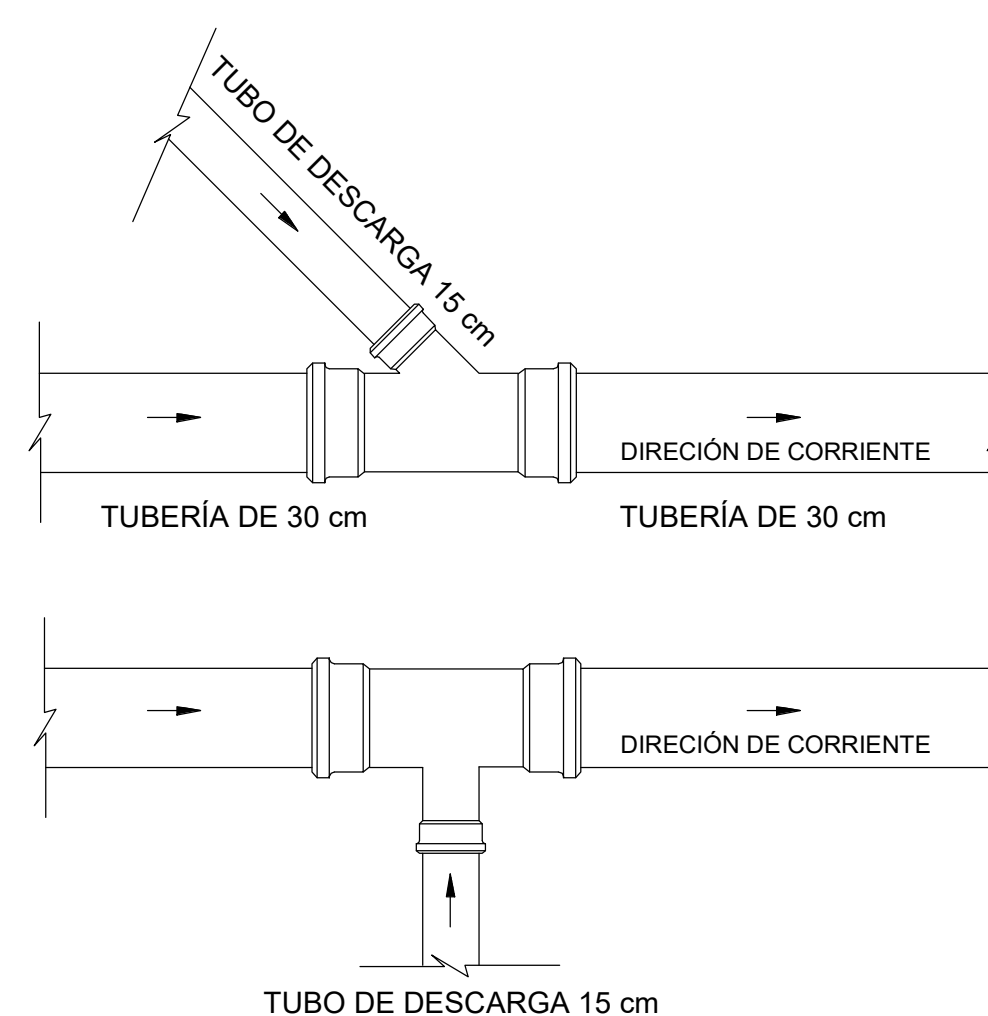 TUBO DE DESCARGA 15 cm
DIRECIÓN DE CORRIENTE
TUBERÍA DE 30 cm
TUBERÍA DE 30 cm
DIRECIÓN DE CORRIENTE
TUBO DE DESCARGA 15 cm